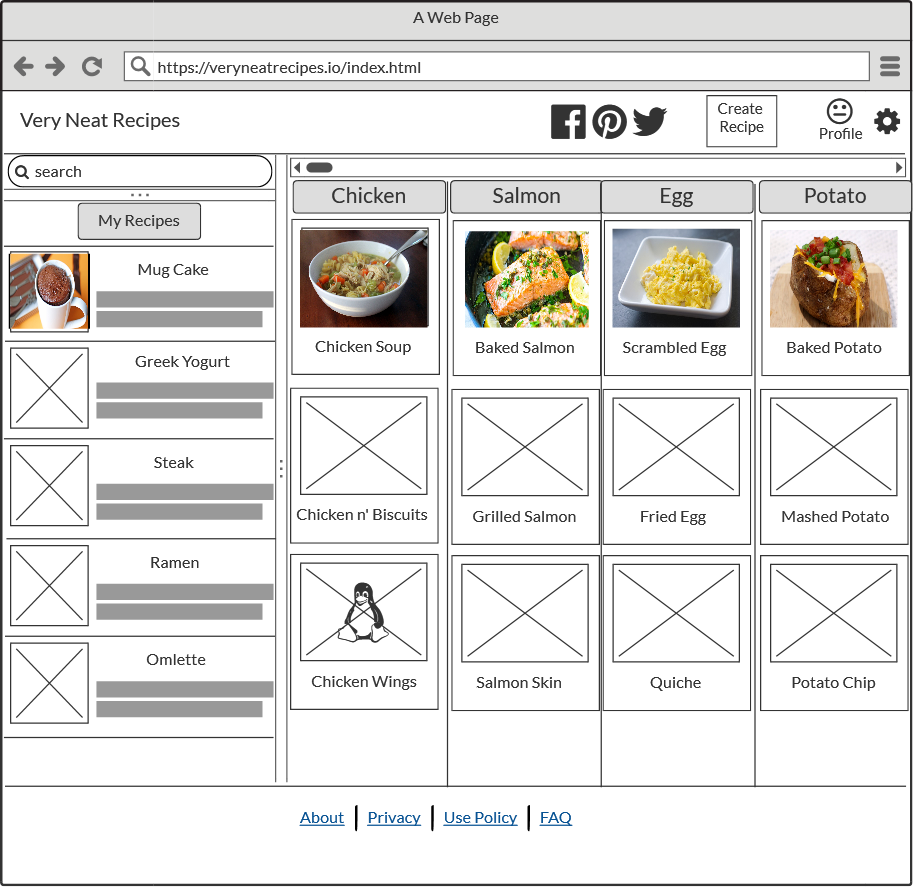 A Web Page
https://veryneatrecipes.io/index.html
Very Neat Recipes
Create
Recipe
Profile
search
My Recipes
Mug Cake
Greek Yogurt
Steak
Ramen
Omlette
Chicken
Salmon
Egg
Potato
Chicken Soup
Baked Salmon
Scrambled Egg
Baked Potato
Chicken n' Biscuits
Grilled Salmon
Fried Egg
Mashed Potato
Chicken Wings
Salmon Skin
Quiche
Potato Chip
About
Privacy
Use Policy
FAQ